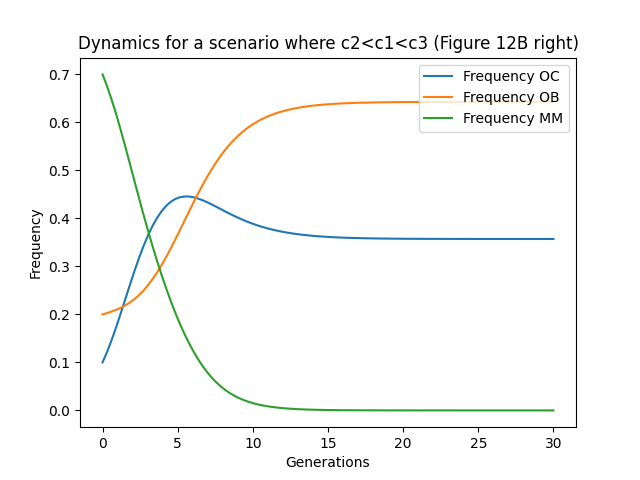 Dynamics for a scenario where c2<c1<c3 (Figure 12B right)
Frequency OC
Frequency OB
Frequency MM
Frequency
0.7
0.6
0.5
0.4
0.3
0.2
0.1
0.0
0 5 10 15 20 25 30
Generations